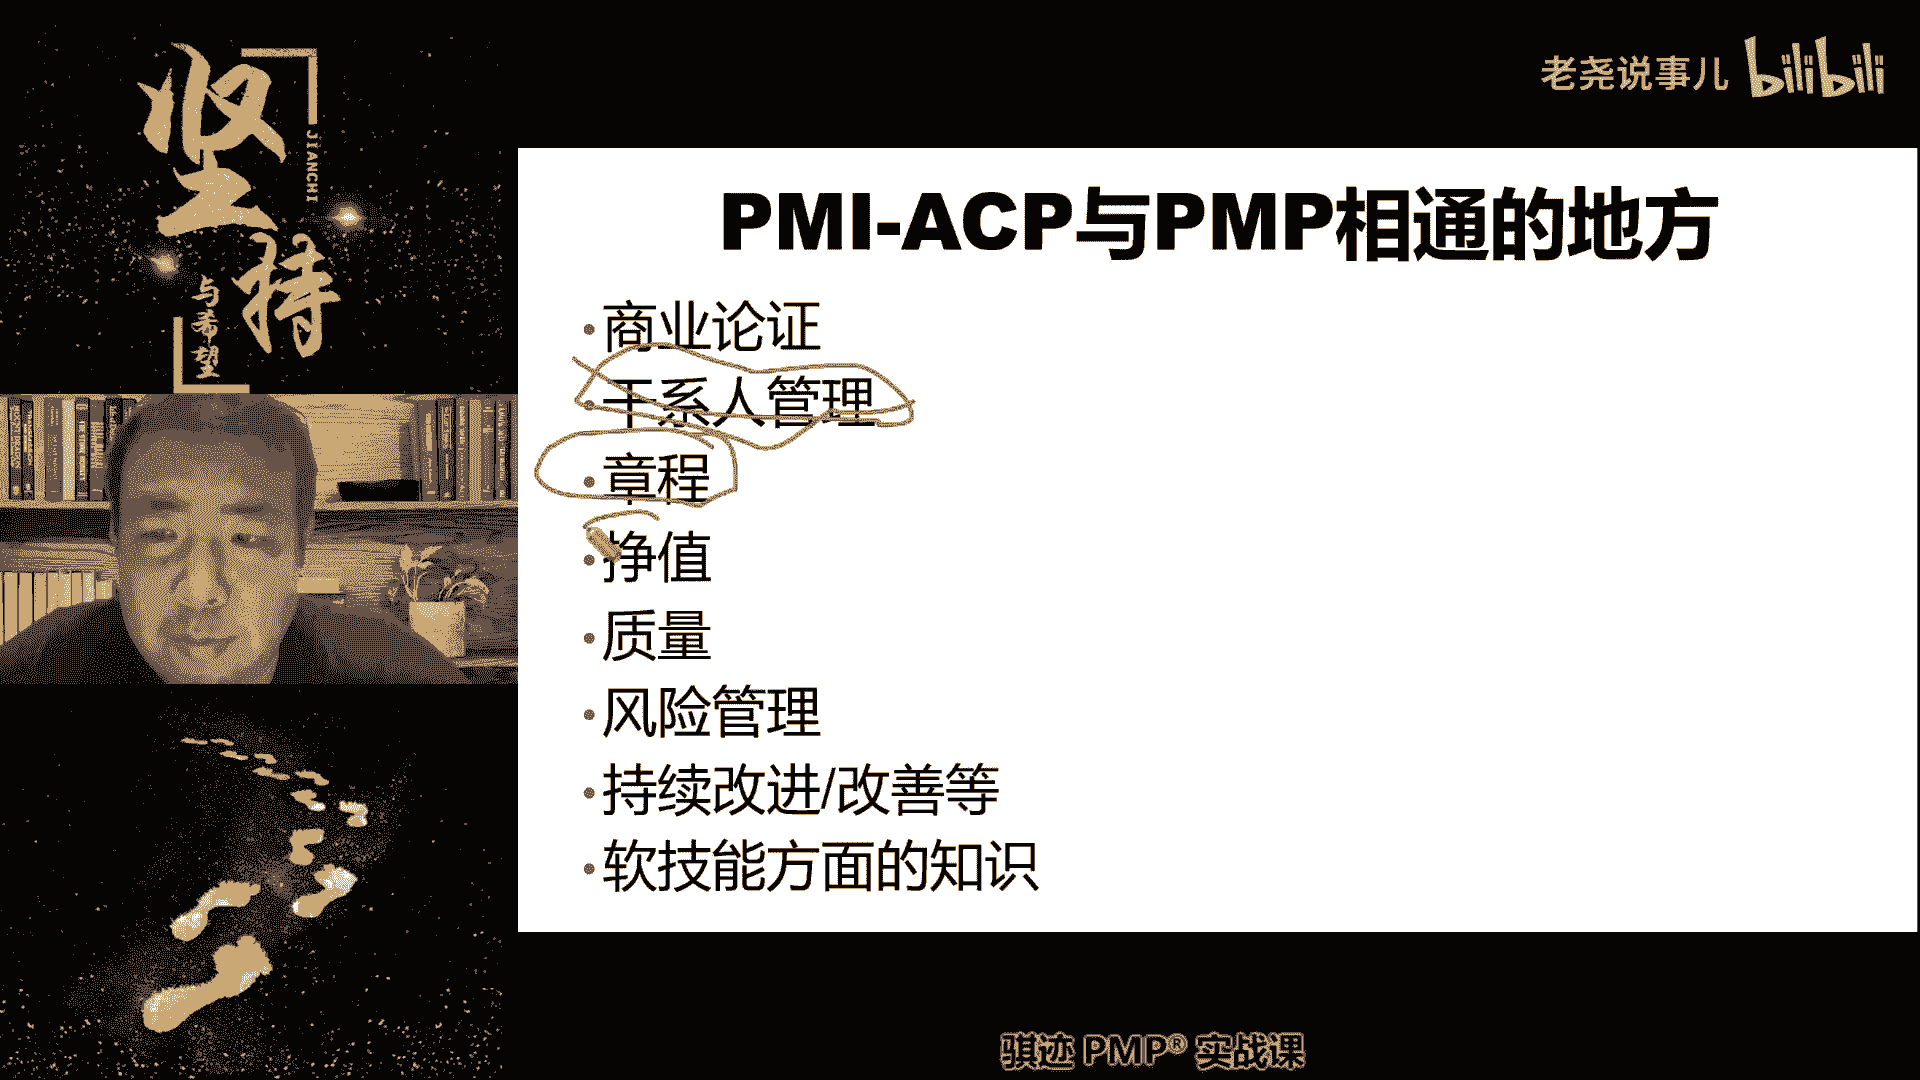 坚持
JIANCHI
与希望
老尧说事儿 bilibili
PMI-ACP与PMP相通的地方
•商业论证
•干系人管理
•章程
•挣值
•质量
•风险管理
•持续改进/改善等
•软技能方面的知识
骐迹 PMP® 实战课